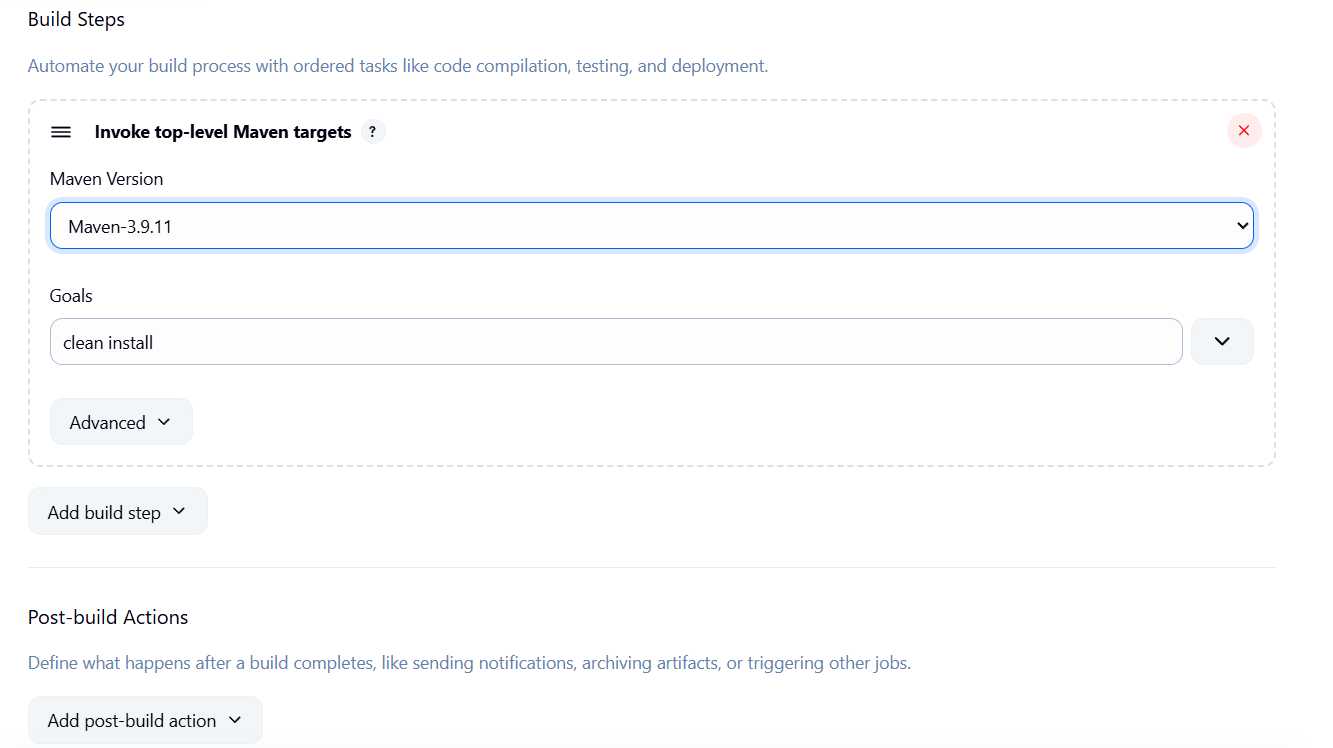 Build Steps
Automate your build process with ordered tasks like code compilation, testing, and deployment.
Invoke top-level Maven targets ?
Maven Version
Maven-3.9.11
Goals
clean install
Advanced
Add build step
Post-build Actions
Define what happens after a build completes, like sending notifications, archiving artifacts, or triggering other jobs.
Add post-build action